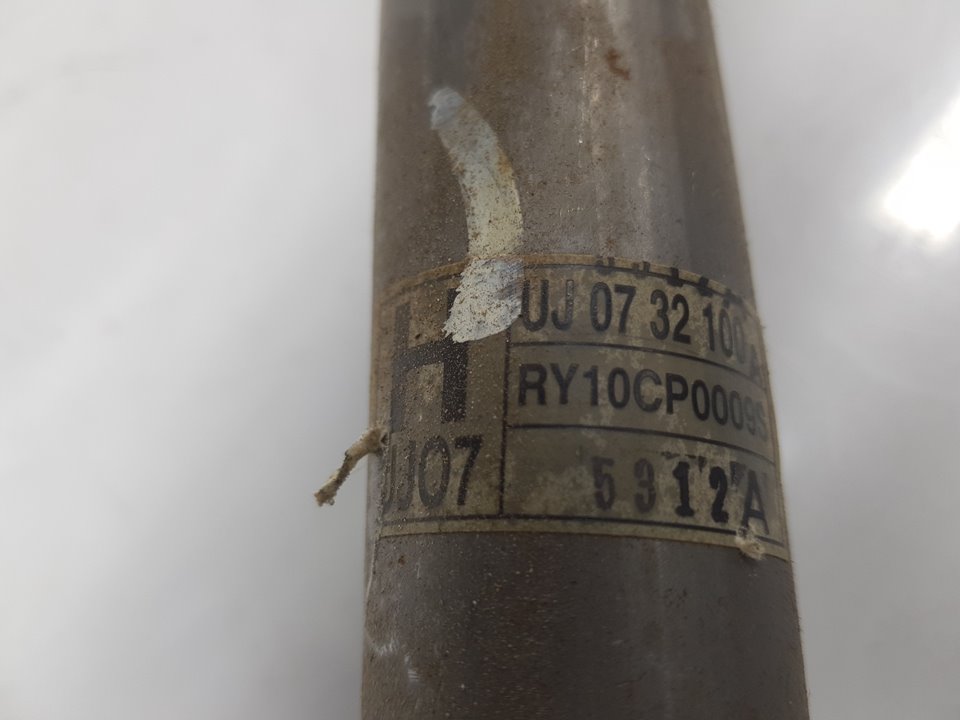 H
UJ 07 32 100 A
RY10CP0009S
UJ07
5312A